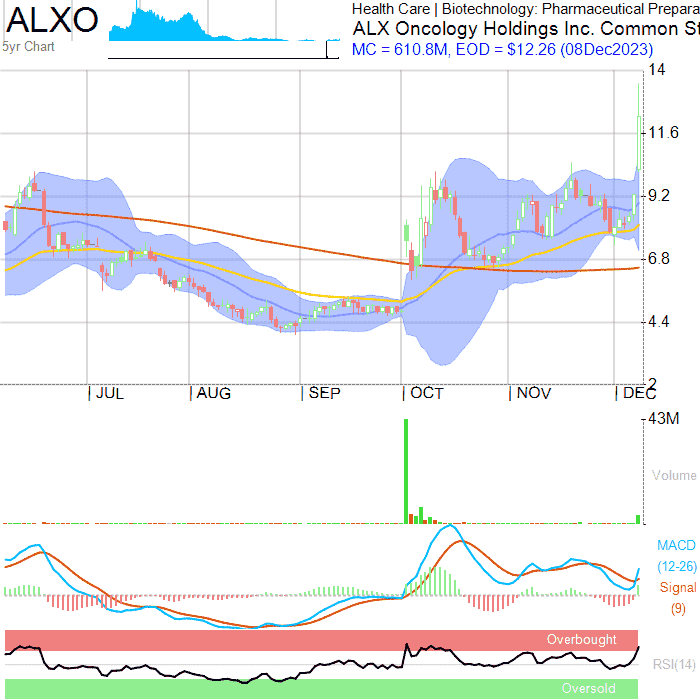 ALXO
5yr Chart
Health Care | Biotechnology: Pharmaceutical Prepara
ALX Oncology Holdings Inc. Common St
MC = 610.8M, EOD = $12.26 (08Dec2023)
14
11.6
9.2
6.8
4.4
2
JUL AUG SEP OCT NOV DEC
43M
Volume
MACD
(12-26)
Signal
(9)
Overbought
RSI(14)
Oversold